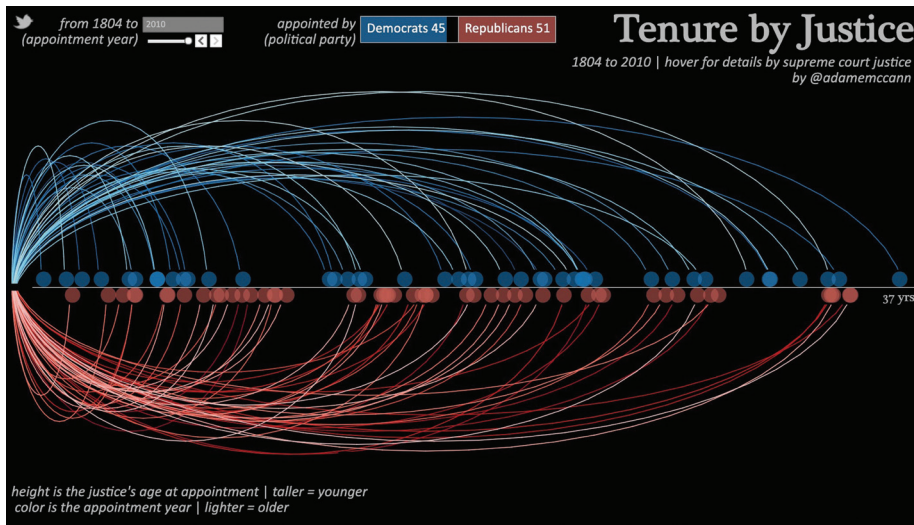 from 1804 to 2010
(appointment year)
appointed by
(political party)
Democrats 45 Republicans 51
Tenure by Justice
1804 to 2010 | hover for details by supreme court justice
by @adamemccann
37 yrs
height is the justice's age at appointment | taller = younger
color is the appointment year | lighter = older